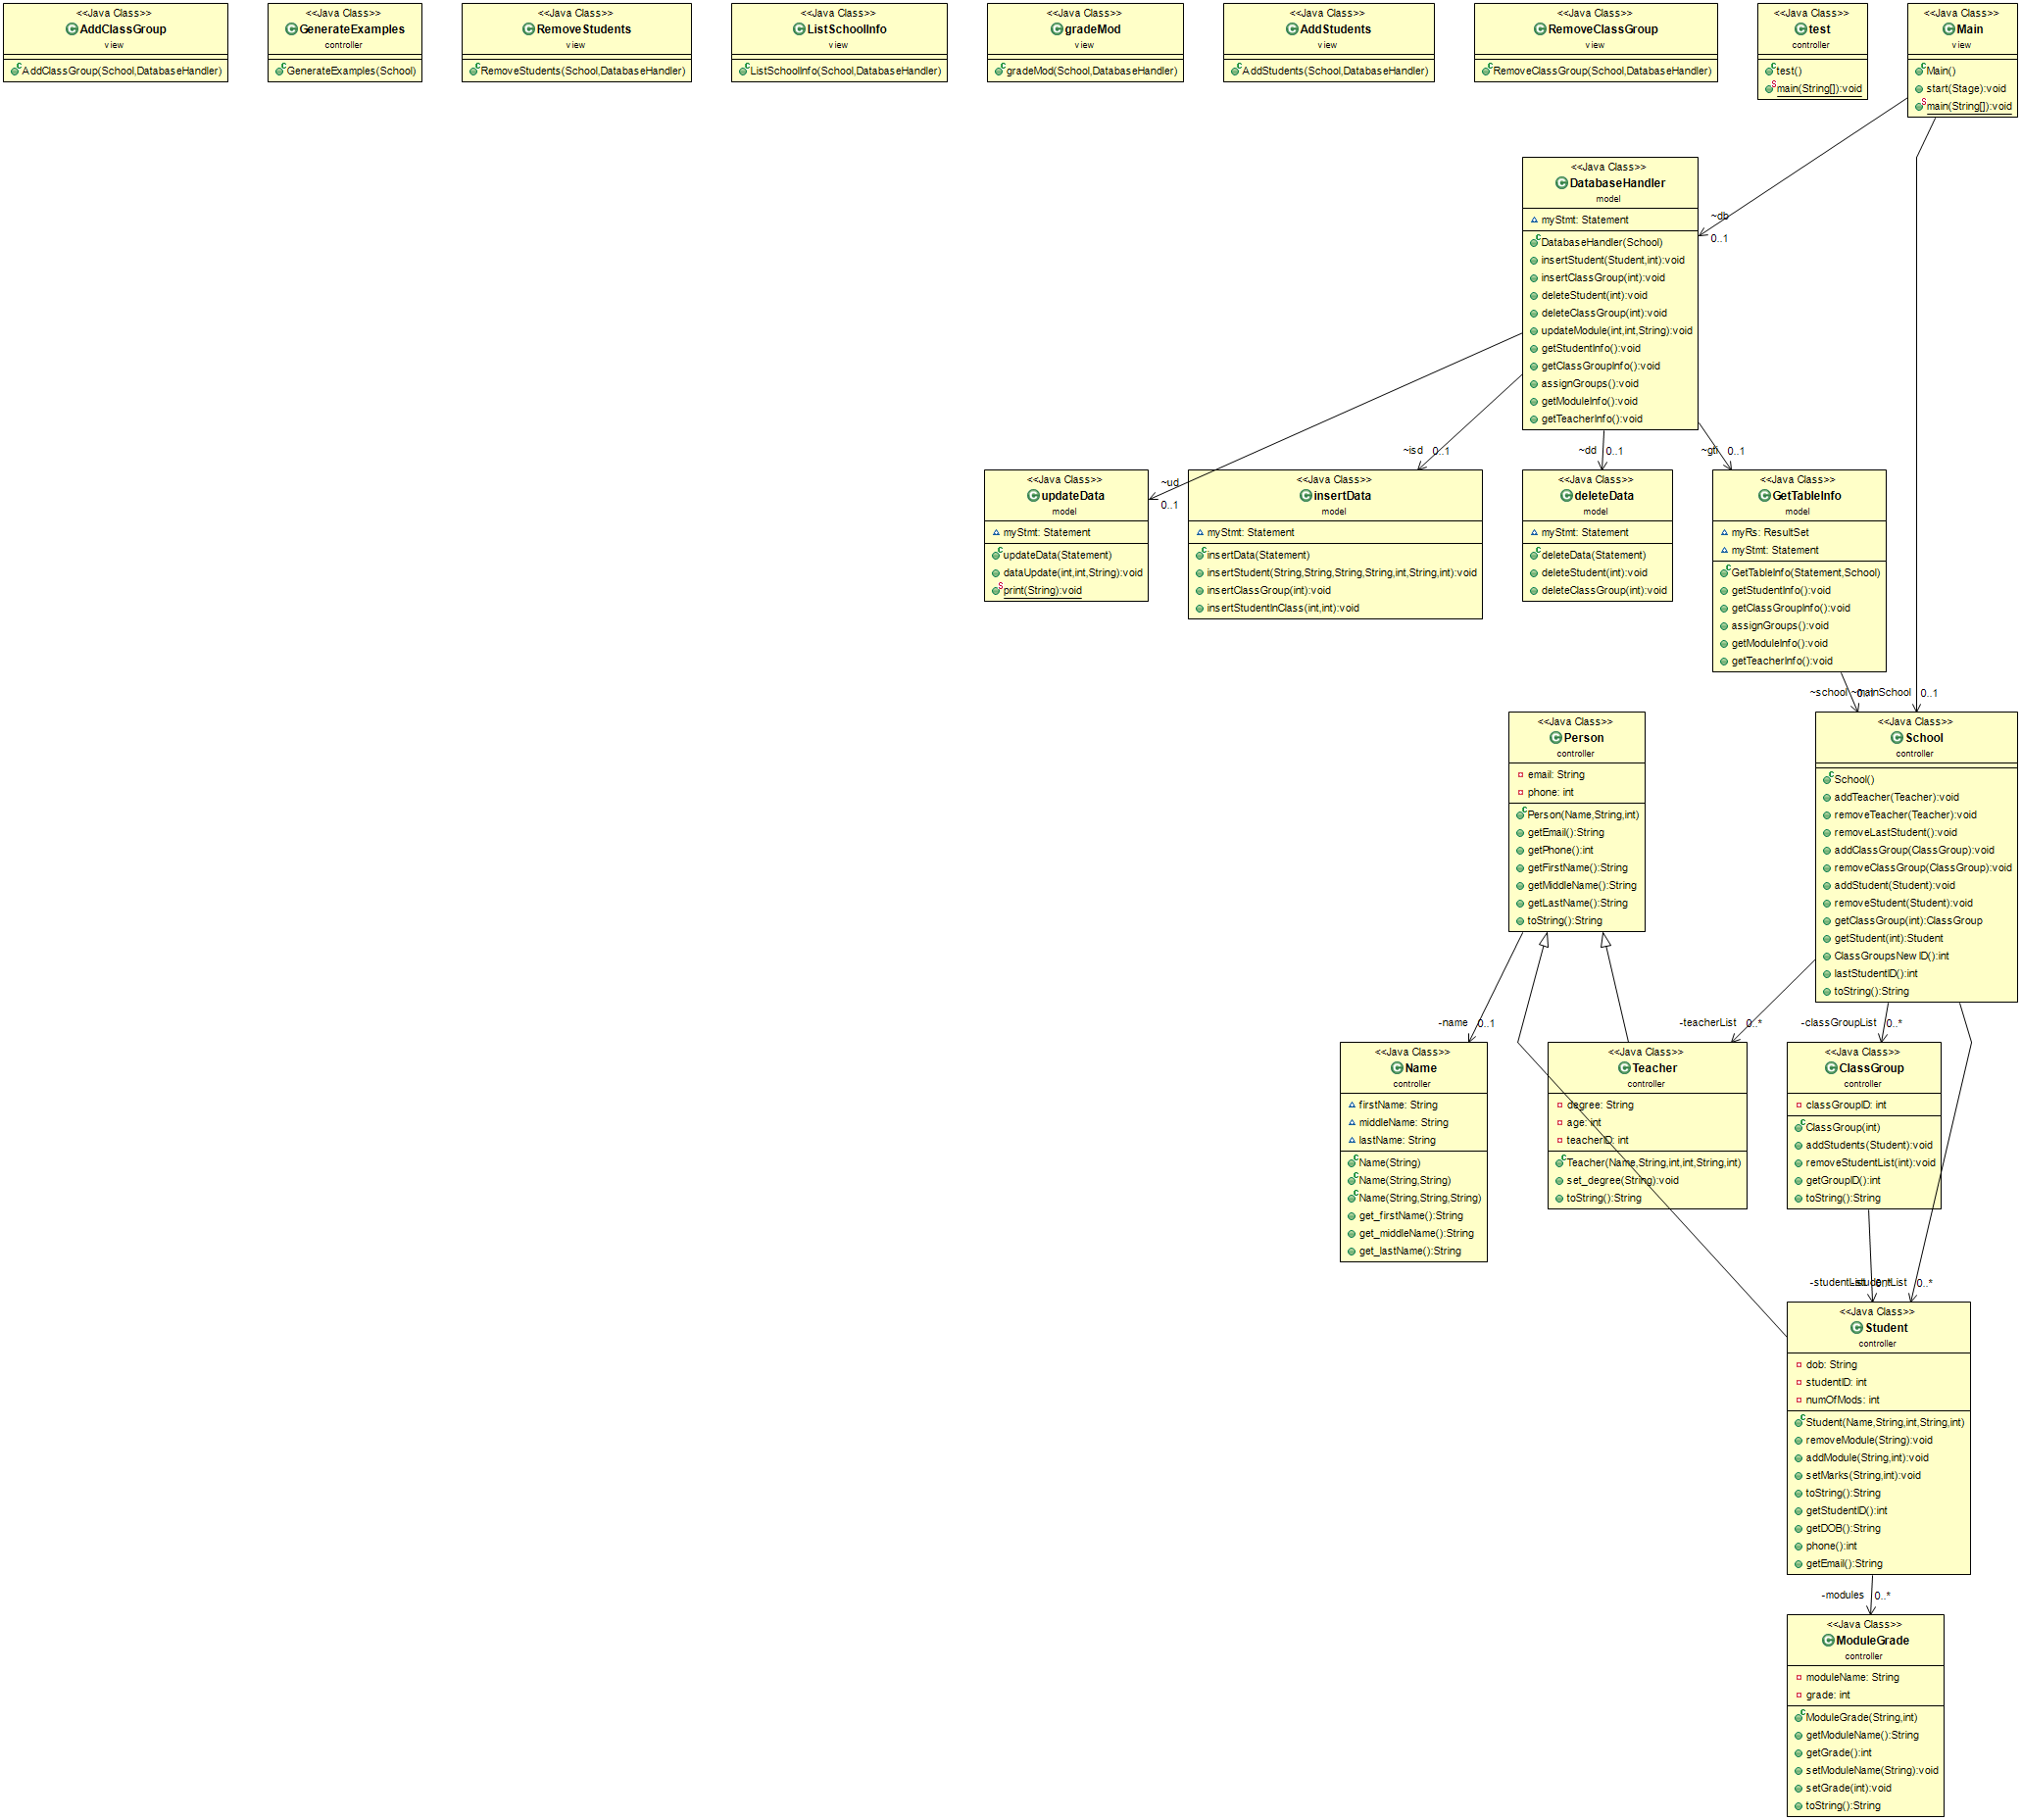 <<Java Class>>
AddClassGroup
view
AddClassGroup(School,DatabaseHandler)
<<Java Class>>
GenerateExamples
controller
GenerateExamples(School)
<<Java Class>>
RemoveStudents
view
RemoveStudents(School,DatabaseHandler)
<<Java Class>>
ListSchoolInfo
view
ListSchoolInfo(School,DatabaseHandler)
<<Java Class>>
gradeMod
view
gradeMod(School,DatabaseHandler)
<<Java Class>>
AddStudents
view
AddStudents(School,DatabaseHandler)
<<Java Class>>
RemoveClassGroup
view
RemoveClassGroup(School,DatabaseHandler)
<<Java Class>>
test
controller
test()
main(String[]):void
<<Java Class>>
Main
view
Main()
start(Stage):void
main(String[]):void
~db
0..1
<<Java Class>>
DatabaseHandler
model
myStmt: Statement
DatabaseHandler(School)
insertStudent(Student,int):void
insertClassGroup(int):void
deleteStudent(int):void
deleteClassGroup(int):void
updateModule(int,int,String):void
getStudentInfo():void
getClassGroupInfo():void
assignGroups():void
getModuleInfo():void
getTeacherInfo():void
~ud
0..1
~isd 0..1
~dd 0..1
~gti 0..1
<<Java Class>>
updateData
model
myStmt: Statement
updateData(Statement)
dataUpdate(int,int,String):void
print(String):void
<<Java Class>>
insertData
model
myStmt: Statement
insertData(Statement)
insertStudent(String,String,String,String,int,String,int):void
insertClassGroup(int):void
insertStudentInClass(int,int):void
<<Java Class>>
deleteData
model
myStmt: Statement
deleteData(Statement)
deleteStudent(int):void
deleteClassGroup(int):void
<<Java Class>>
GetTableInfo
model
myRs: ResultSet
myStmt: Statement
GetTableInfo(Statement,School)
getStudentInfo():void
getClassGroupInfo():void
assignGroups():void
getModuleInfo():void
getTeacherInfo():void
~school 0..1
~mainSchool 0..1
<<Java Class>>
Person
controller
email: String
phone: int
Person(Name,String,int)
getEmail():String
getPhone():int
getFirstName():String
getMiddleName():String
getLastName():String
toString():String
<<Java Class>>
School
controller
School()
addTeacher(Teacher):void
removeTeacher(Teacher):void
removeLastStudent():void
addClassGroup(ClassGroup):void
removeClassGroup(ClassGroup):void
addStudent(Student):void
removeStudent(Student):void
getClassGroup(int):ClassGroup
getStudent(int):Student
ClassGroupsNewID():int
lastStudentID():int
toString():String
-name 0..1
-teacherList 0..*
-classGroupList 0..*
<<Java Class>>
Name
controller
firstName: String
middleName: String
lastName: String
Name(String)
Name(String,String)
Name(String,String,String)
get_firstName():String
get_middleName():String
get_lastName():String
<<Java Class>>
Teacher
controller
degree: String
age: int
teacherID: int
Teacher(Name,String,int,int,String,int)
set_degree(String):void
toString():String
<<Java Class>>
ClassGroup
controller
classGroupID: int
ClassGroup(int)
addStudents(Student):void
removeStudentList(int):void
getGroupID():int
toString():String
-studentList 0..*
-studentList 0..*
<<Java Class>>
Student
controller
dob: String
studentID: int
numOfMods: int
Student(Name,String,int,String,int)
removeModule(String):void
addModule(String,int):void
setMarks(String,int):void
toString():String
getStudentID():int
getDOB():String
phone():int
getEmail():String
-modules 0..*
<<Java Class>>
ModuleGrade
controller
moduleName: String
grade: int
ModuleGrade(String,int)
getModuleName():String
getGrade():int
setModuleName(String):void
setGrade(int):void
toString():String